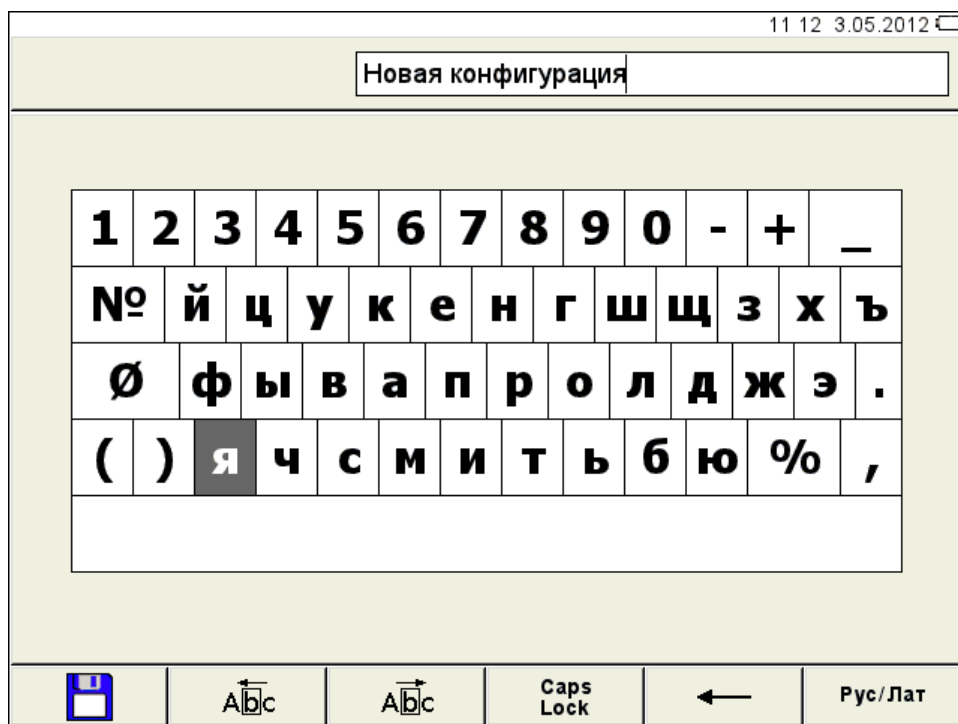 11 12 3.05.2012
Новая конфигурация
1 2 3 4 5 6 7 8 9 0 - + _
№ й ц у к е н г ш щ з х ъ
Ø ф ы в а п р о л д ж э .
( ) я ч с м и т ь б ю % ,
Abc Abc Caps Lock ← Рус/Лат